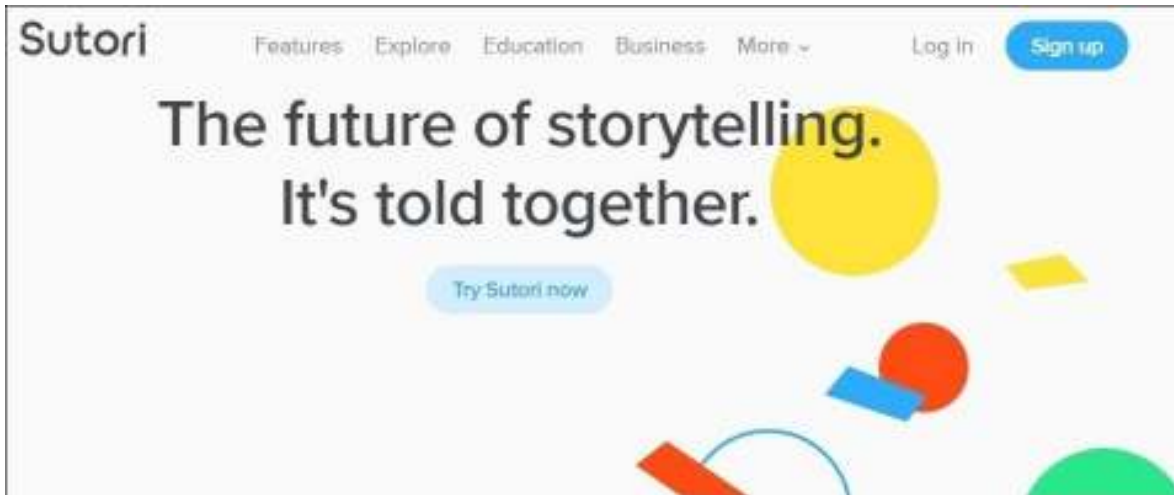 Sutori Features Explore Education Business More Log in Sign up
The future of storytelling.
It's told together.
Try Sutori now